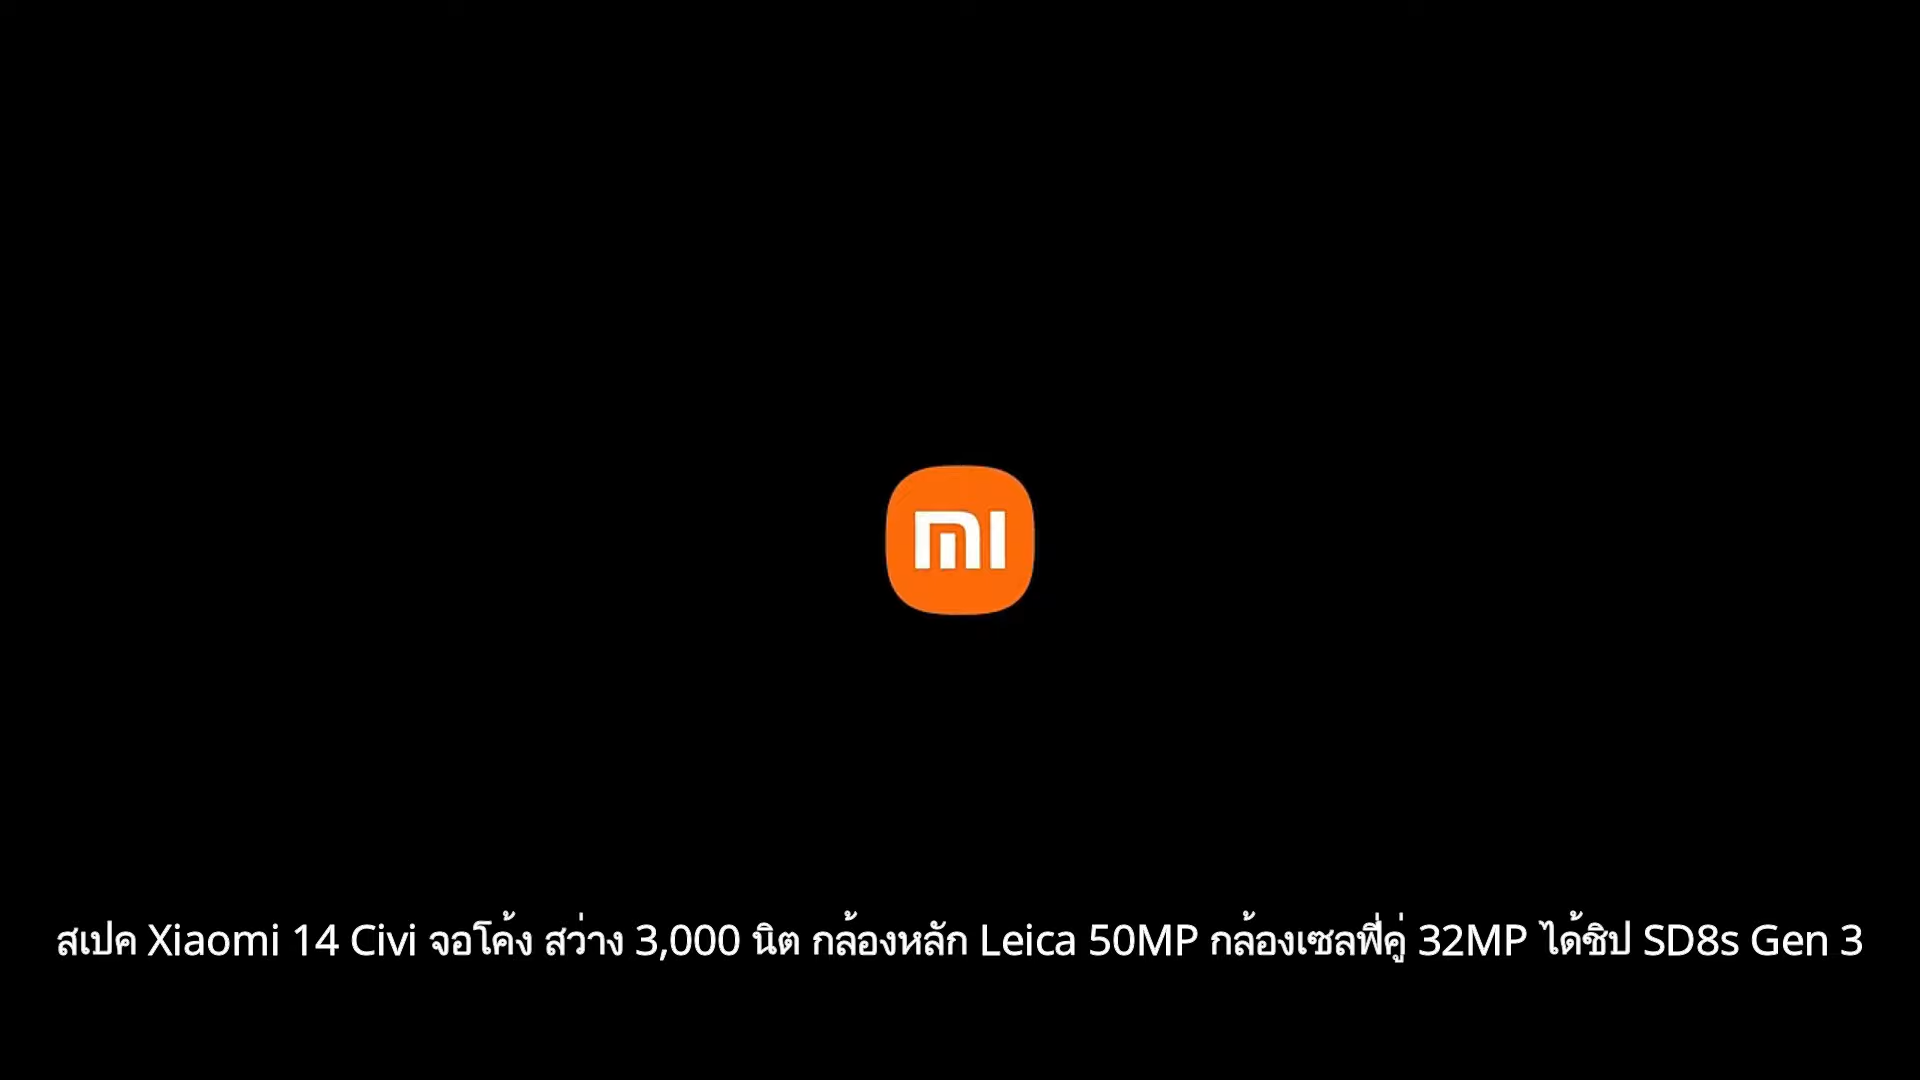 mi
สเปค Xiaomi 14 Civi จอโค้ง สว่าง 3,000 นิต กล้องหลัก Leica 50MP กล้องเซลฟี่คู่ 32MP ได้ชิป SD8s Gen 3